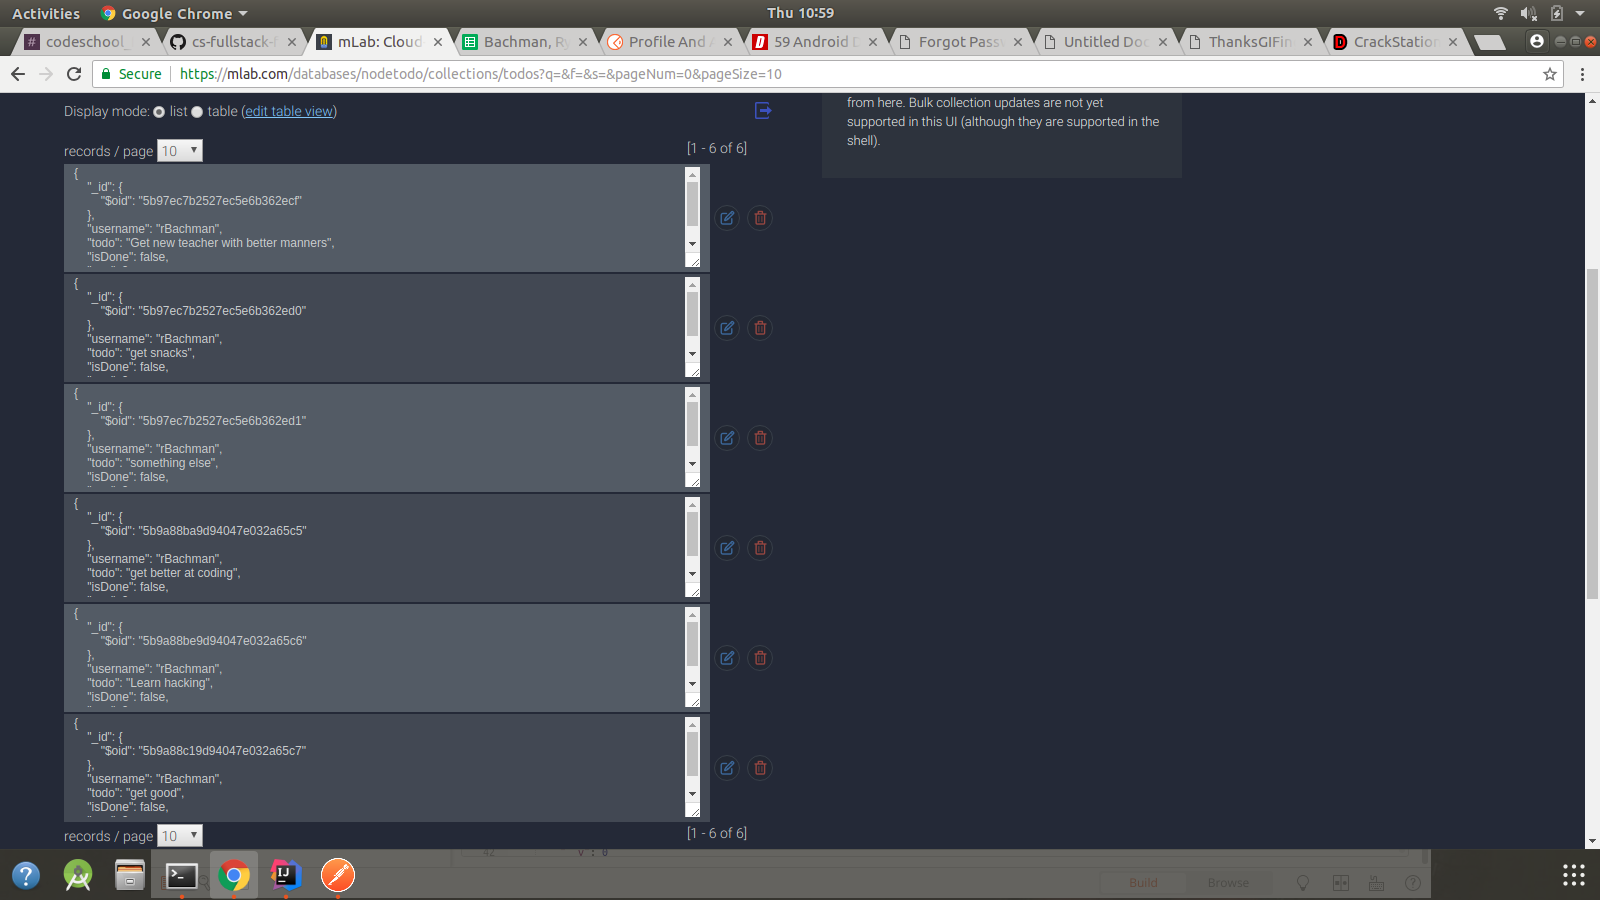 Activities Google Chrome Thu 10:59
codeschool_ cs-fullstack-f mLab: Cloud Bachman, Ry Profile And A 59 Android D Forgot Pass Untitled Doc ThanksGIFin CrackStation
Secure https://mlab.com/databases/nodetodo/collections/todos?q=&f=&s=&pageNum=0&pageSize=10
Display mode: list table (edit table view)
from here. Bulk collection updates are not yet
supported in this UI (although they are supported in the
shell).
records / page 10 [1 - 6 of 6]
{
"_id": {
"$oid": "5b97ec7b2527ec5e6b362ecf"
},
"username": "rBachman",
"todo": "Get new teacher with better manners",
"isDone": false,
{
"_id": {
"$oid": "5b97ec7b2527ec5e6b362ed0"
},
"username": "rBachman",
"todo": "get snacks",
"isDone": false,
{
"_id": {
"$oid": "5b97ec7b2527ec5e6b362ed1"
},
"username": "rBachman",
"todo": "something else",
"isDone": false,
{
"_id": {
"$oid": "5b9a88ba9d94047e032a65c5"
},
"username": "rBachman",
"todo": "get better at coding",
"isDone": false,
{
"_id": {
"$oid": "5b9a88be9d94047e032a65c6"
},
"username": "rBachman",
"todo": "Learn hacking",
"isDone": false,
{
"_id": {
"$oid": "5b9a88c19d94047e032a65c7"
},
"username": "rBachman",
"todo": "get good",
"isDone": false,
records / page 10 [1 - 6 of 6]
42
Build Browse